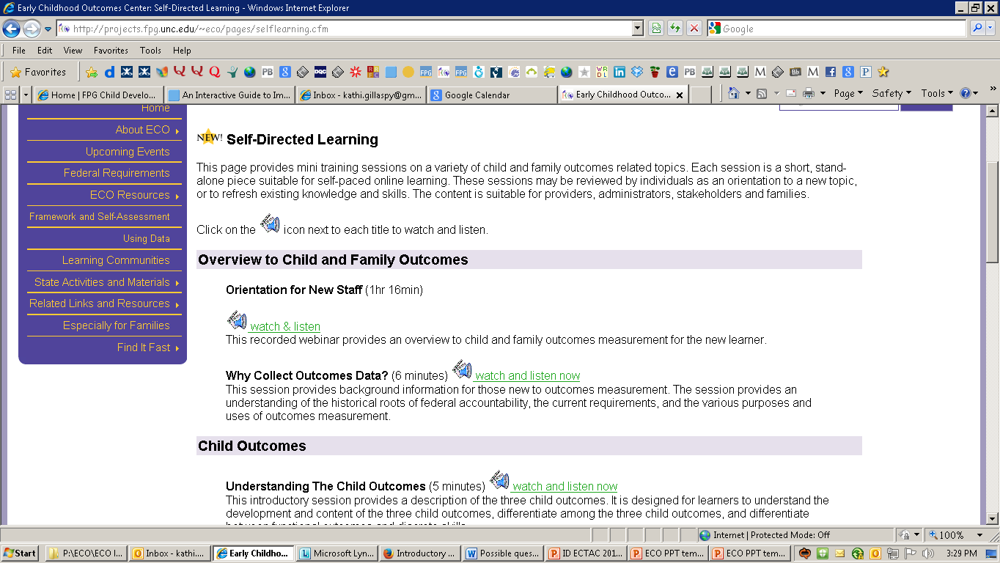 Early Childhood Outcomes Center: Self-Directed Learning - Windows Internet Explorer
http://projects.fpg.unc.edu/~eco/pages/selflearning.cfm
Google
File Edit View Favorites Tools Help
Favorites
Home | FPG Child Develo...
An Interactive Guide to Im...
Inbox - kathi.gillaspy@gm...
Google Calendar
Early Childhood Outco...
Page
Safety
Tools
Home
About ECO
Upcoming Events
Federal Requirements
ECO Resources
Framework and Self-Assessment
Using Data
Learning Communities
State Activities and Materials
Related Links and Resources
Especially for Families
Find It Fast
NEW! Self-Directed Learning
This page provides mini training sessions on a variety of child and family outcomes related topics. Each session is a short, stand-
alone piece suitable for self-paced online learning. These sessions may be reviewed by individuals as an orientation to a new topic,
or to refresh existing knowledge and skills. The content is suitable for providers, administrators, stakeholders and families.
Click on the icon next to each title to watch and listen.
Overview to Child and Family Outcomes
Orientation for New Staff (1hr 16min)
watch & listen
This recorded webinar provides an overview to child and family outcomes measurement for the new learner.
Why Collect Outcomes Data? (6 minutes) watch and listen now
This session provides background information for those new to outcomes measurement. The session provides an
understanding of the historical roots of federal accountability, the current requirements, and the various purposes and
uses of outcomes measurement.
Child Outcomes
Understanding The Child Outcomes (5 minutes) watch and listen now
This introductory session provides a description of the three child outcomes. It is designed for learners to understand the
development and content of the three child outcomes, differentiate among the three child outcomes, and differentiate
between functional outcomes and discrete skills.
Internet | Protected Mode: Off
100%
Start
P:\ECO\ECO I...
Inbox - kathi....
Early Childho...
Microsoft Lyn...
Introductory ...
Possible ques...
ID ECTAC 201...
ECO PPT tem...
ECO PPT tem...
3:29 PM